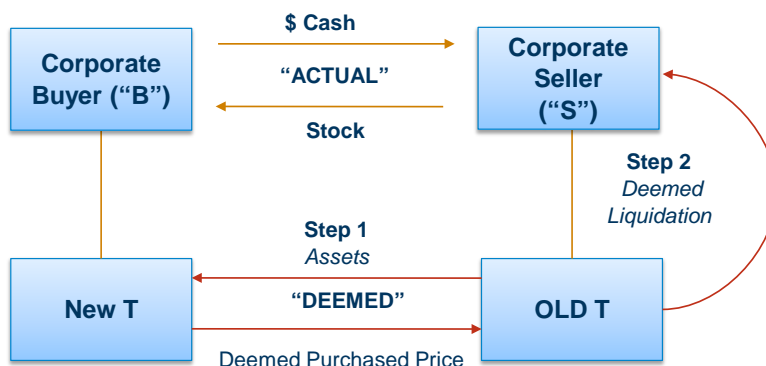 $ Cash
Corporate
Buyer (“B”)
“ACTUAL”
Corporate
Seller
(“S”)
Stock
Step 2
Deemed
Liquidation
Step 1
Assets
New T
“DEEMED”
OLD T
Deemed Purchased Price